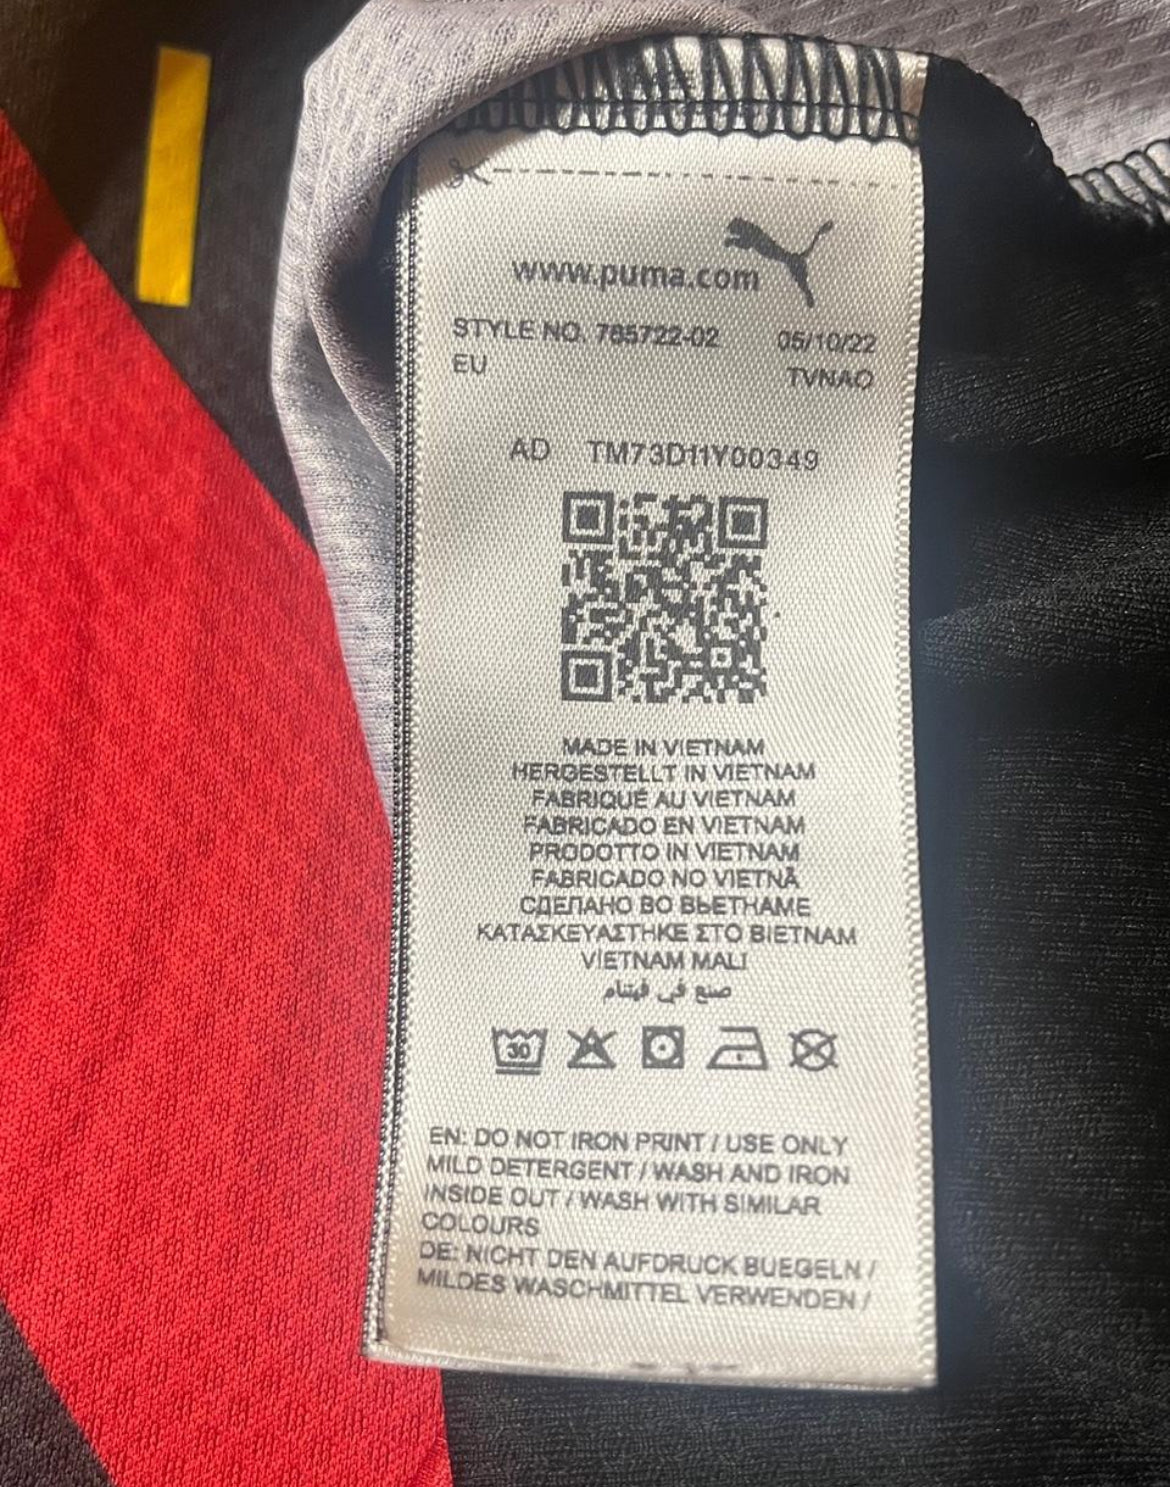 www.puma.com
STYLE NO. 765722-02 05/10/22
EU TVNAO
AD TM73D11Y00349
MADE IN VIETNAM
HERGESTELLT IN VIETNAM
FABRIQUÉ AU VIETNAM
FABRICADO EN VIETNAM
PRODOTTO IN VIETNAM
FABRICADO NO VIETNÃ
СДЕЛАНО ВО ВЬЕТНАМЕ
ΚΑΤΑΣΚΕΥΑΣΤΗΚΕ ΣΤΟ ΒΙΕΤΝΑΜ
VİETNAM MALI
صنع في فيتنام
30
EN: DO NOT IRON PRINT / USE ONLY
MILD DETERGENT / WASH AND IRON
INSIDE OUT / WASH WITH SIMILAR
COLOURS
DE: NICHT DEN AUFDRUCK BUEGELN /
MILDES WASCHMITTEL VERWENDEN /